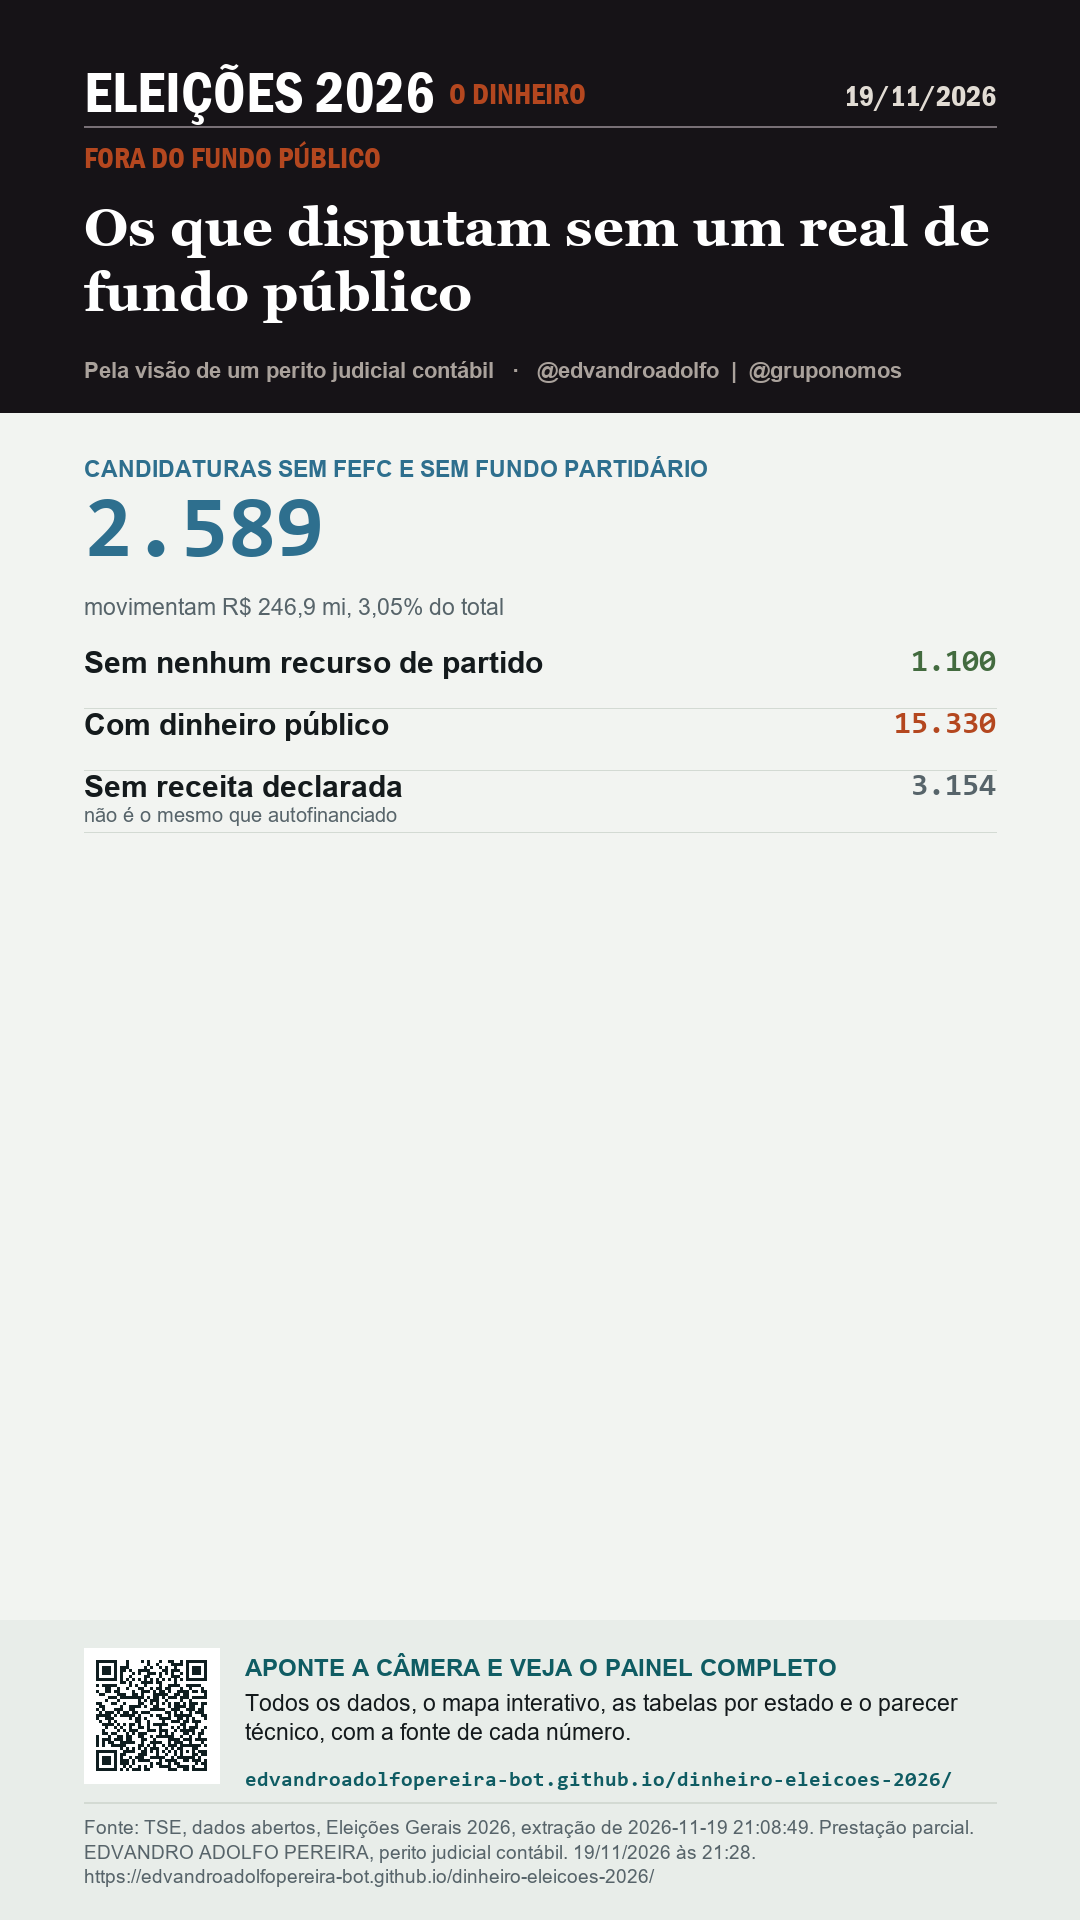 ELEIÇÕES 2026 O DINHEIRO 19/11/2026
FORA DO FUNDO PÚBLICO
Os que disputam sem um real de
fundo público
Pela visão de um perito judicial contábil · @edvandroadolfo | @gruponomos
CANDIDATURAS SEM FEFC E SEM FUNDO PARTIDÁRIO
2.589
movimentam R$ 246,9 mi, 3,05% do total
Sem nenhum recurso de partido 1.100
Com dinheiro público 15.330
Sem receita declarada 3.154
não é o mesmo que autofinanciado
APONTE A CÂMERA E VEJA O PAINEL COMPLETO
Todos os dados, o mapa interativo, as tabelas por estado e o parecer
técnico, com a fonte de cada número.
edvandroadolfopereira-bot.github.io/dinheiro-eleicoes-2026/
Fonte: TSE, dados abertos, Eleições Gerais 2026, extração de 2026-11-19 21:08:49. Prestação parcial.
EDVANDRO ADOLFO PEREIRA, perito judicial contábil. 19/11/2026 às 21:28.
https://edvandroadolfopereira-bot.github.io/dinheiro-eleicoes-2026/